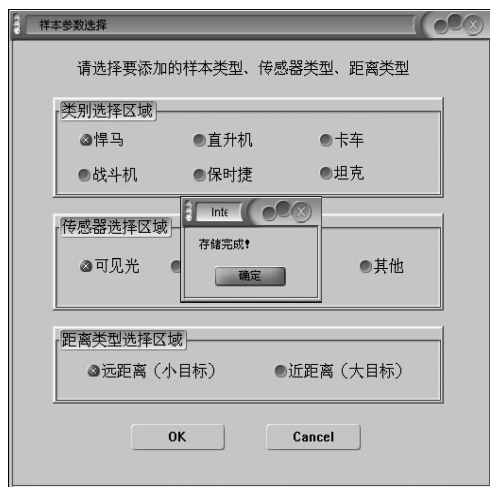 样本参数选择
请选择要添加的样本类型、传感器类型、距离类型
类别选择区域
悍马 直升机 卡车
战斗机 保时捷 坦克
Inte
存储完成!
确定
传感器选择区域
可见光 其他
距离类型选择区域
远距离（小目标） 近距离（大目标）
OK Cancel